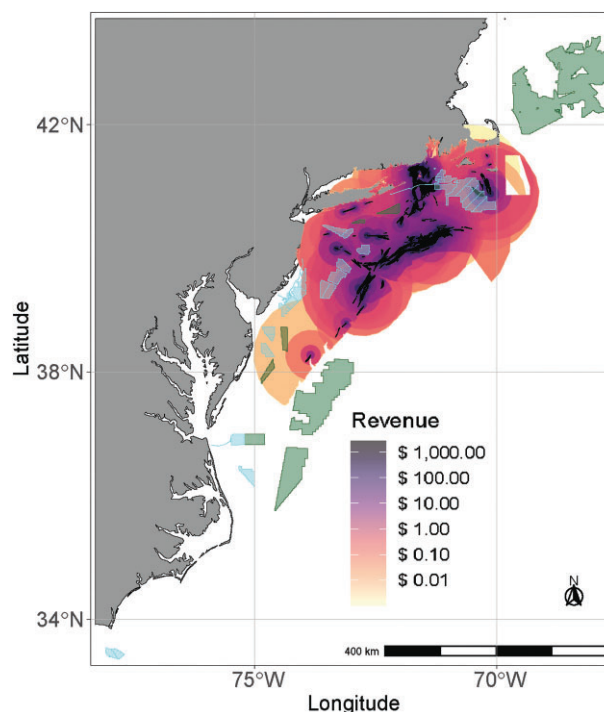 42°N
38°N
34°N
Latitude
Revenue
$ 1,000.00
$ 100.00
$ 10.00
$ 1.00
$ 0.10
$ 0.01
N
400 km
75°W 70°W
Longitude